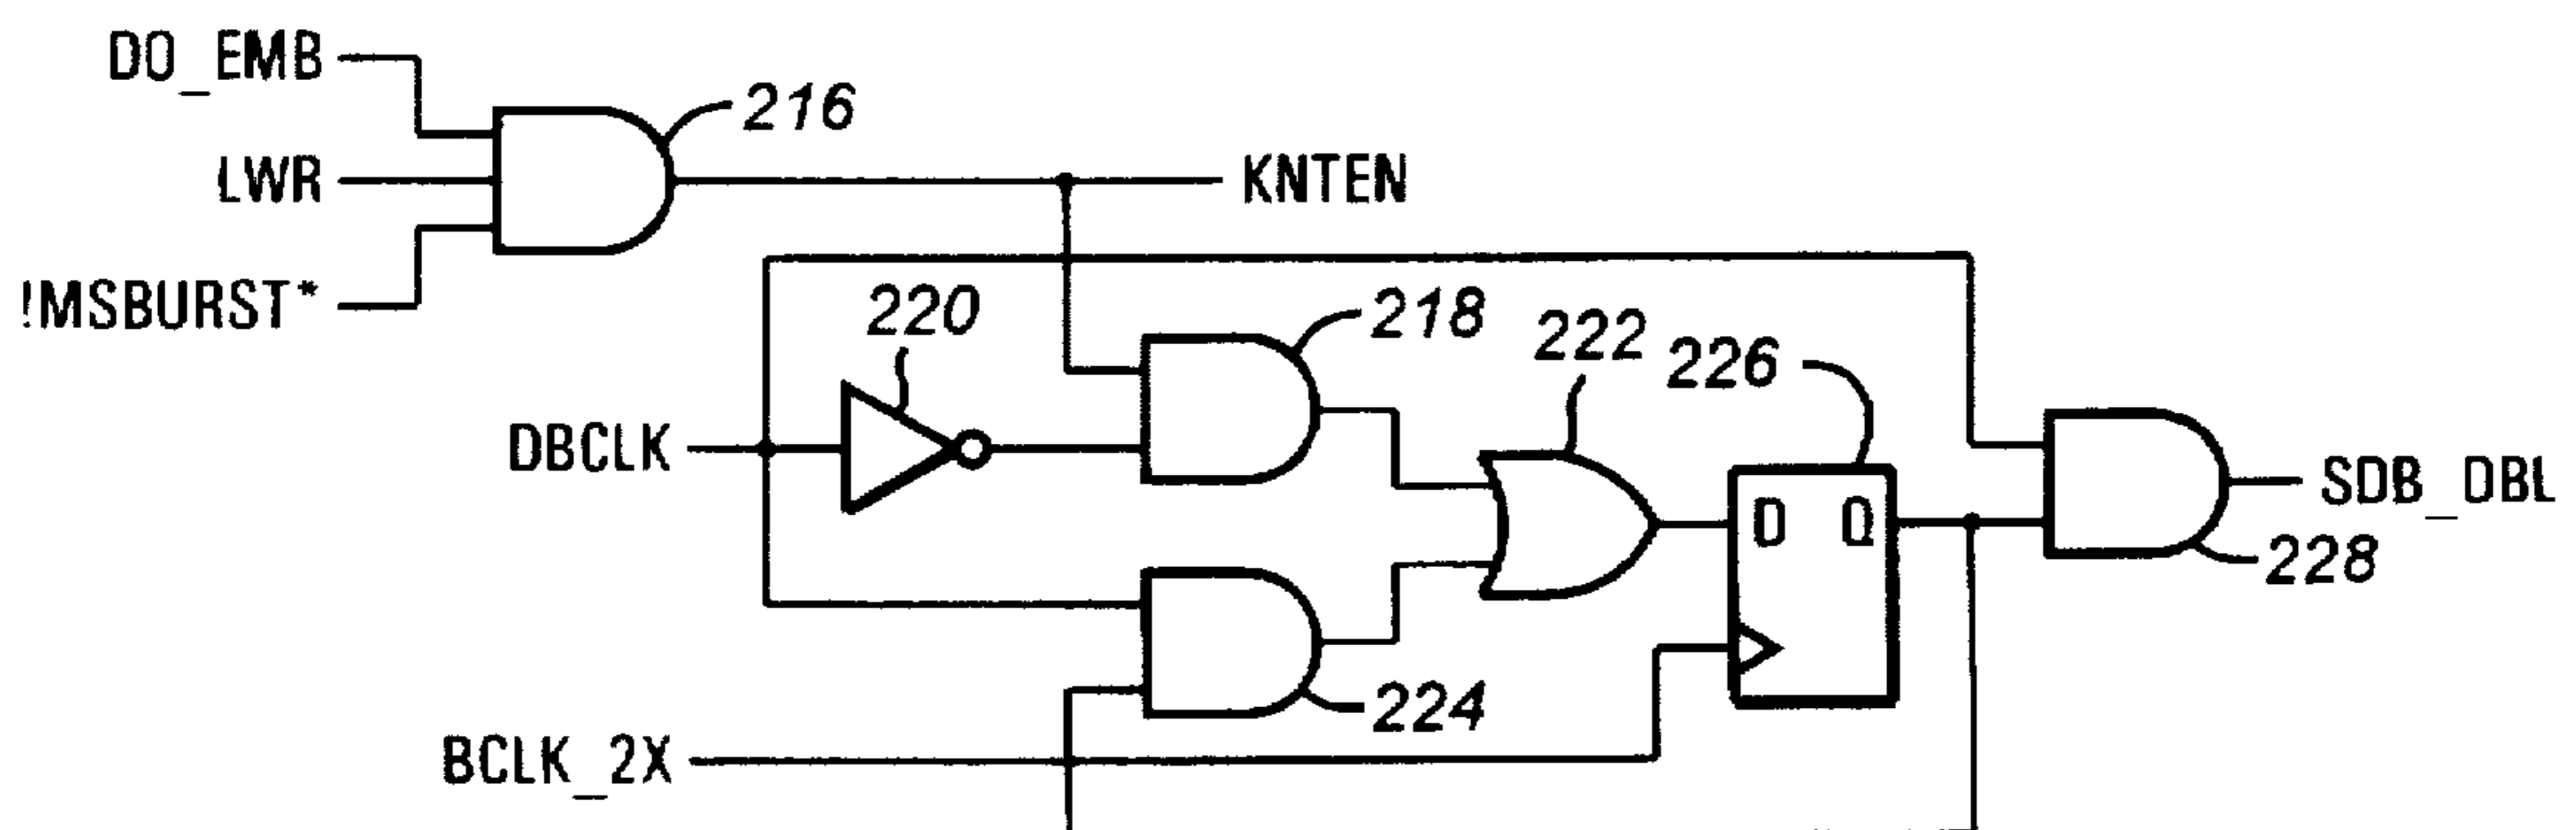 DO_EMB
216
LWR
KNTEN
!MSBURST*
220
218
222
226
DBCLK
D Q
SDB_DBL
228
224
BCLK_2X